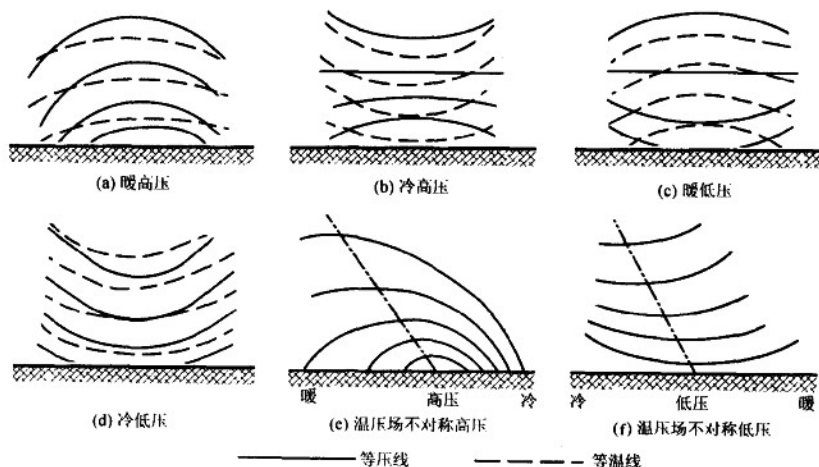 (a) 暖高压
(b) 冷高压
(c) 暖低压
(d) 冷低压
暖 高压 冷
(e) 温压场不对称高压
冷 低压 暖
(f) 温压场不对称低压
等压线 等温线